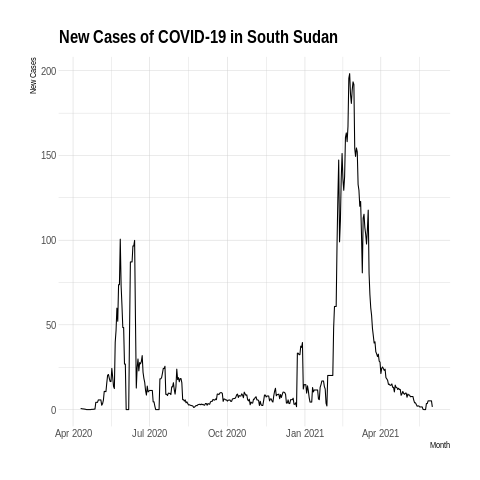 New Cases of COVID-19 in South Sudan
New Cases
200
150
100
50
0
Apr 2020 Jul 2020 Oct 2020 Jan 2021 Apr 2021
Month